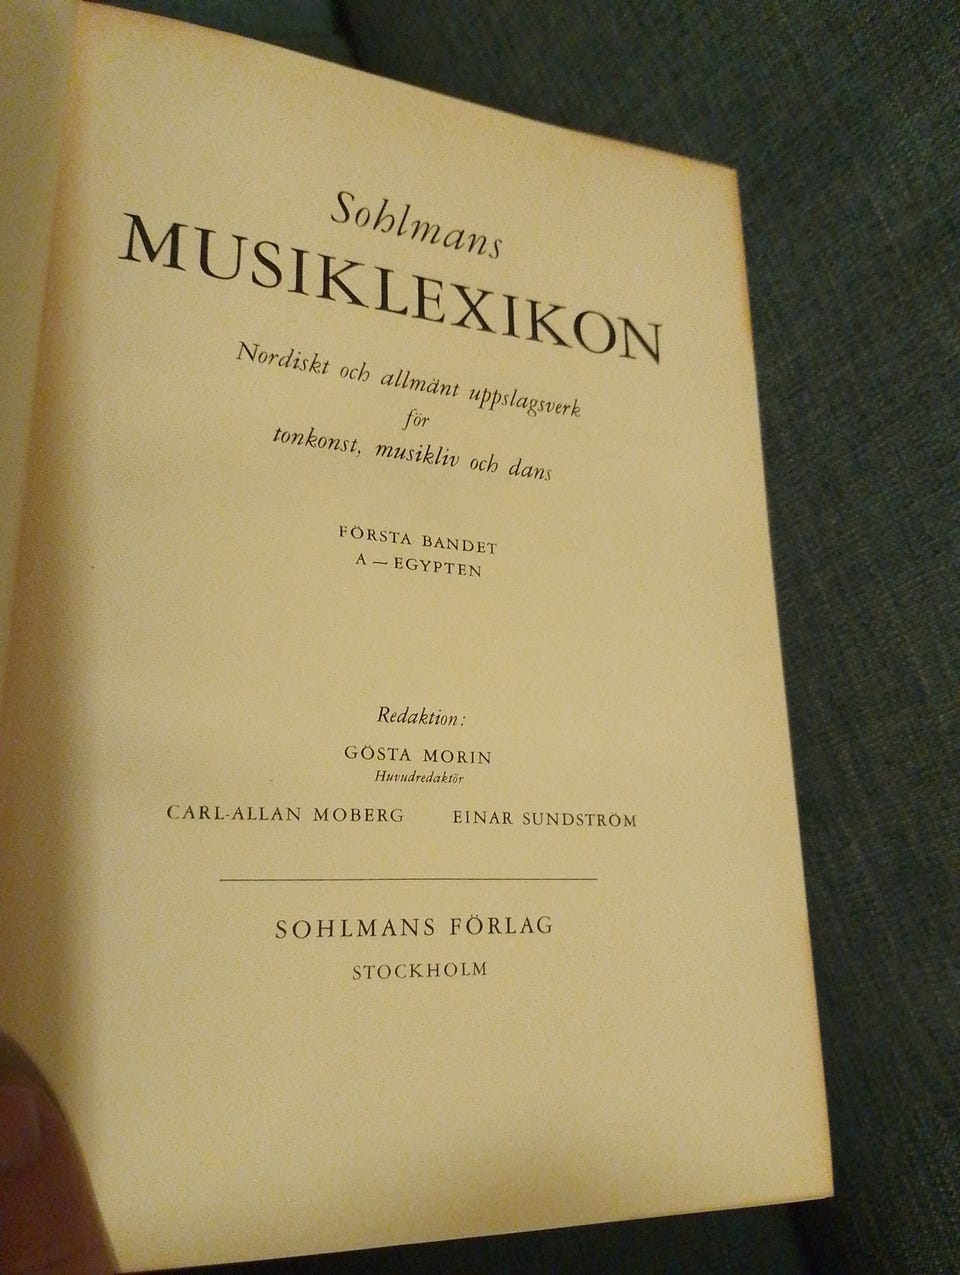 Sohlmans
MUSIKLEXIKON
Nordiskt och allmänt uppslagsverk
för
tonkonst, musikliv och dans
FÖRSTA BANDET
A — EGYPTEN
Redaktion:
GÖSTA MORIN
Huvudredaktör
CARL-ALLAN MOBERG EINAR SUNDSTRÖM
SOHLMANS FÖRLAG
STOCKHOLM